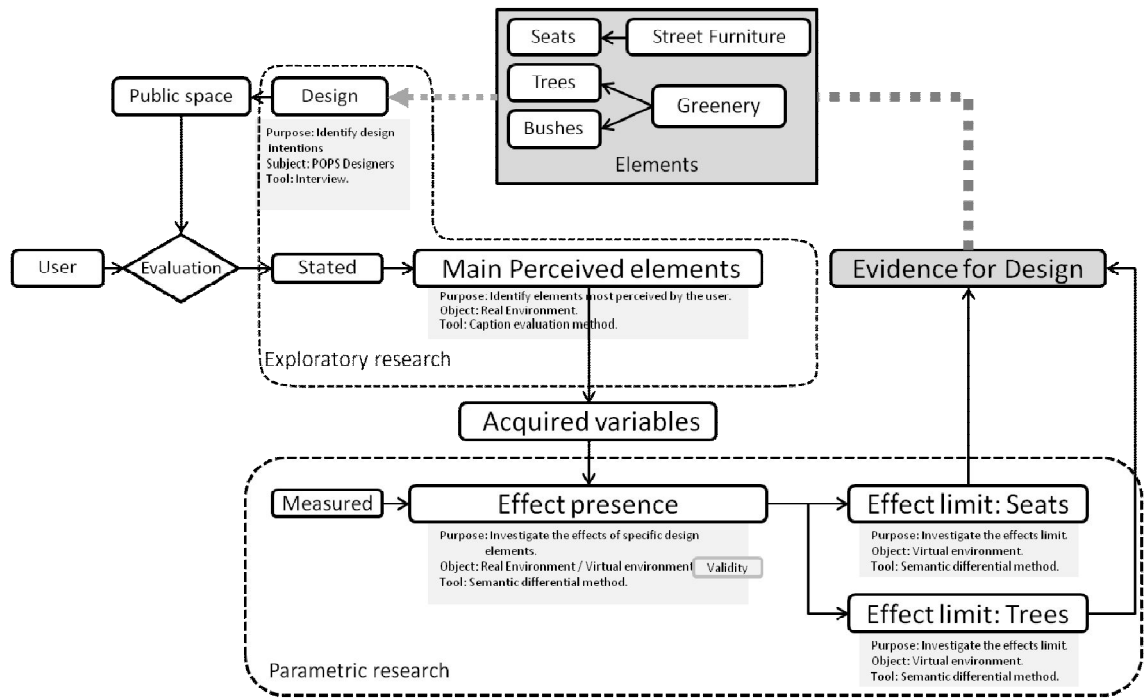 Seats
Street Furniture
Trees
Greenery
Bushes
Elements
Public space
Design
Purpose: Identify design
intentions
Subject: POPS Designers
Tool: Interview.
User
Evaluation
Stated
Main Perceived elements
Evidence for Design
Purpose: Identify elements most perceived by the user.
Object: Real Environment.
Tool: Caption evaluation method.
Exploratory research
Acquired variables
Measured
Effect presence
Effect limit: Seats
Purpose: Investigate the effects of specific design
elements.
Object: Real Environment / Virtual environment
Validity
Tool: Semantic differential method.
Purpose: Investigate the effects limit.
Object: Virtual environment.
Tool: Semantic differential method.
Effect limit: Trees
Purpose: Investigate the effects limit.
Object: Virtual environment.
Tool: Semantic differential method.
Parametric research